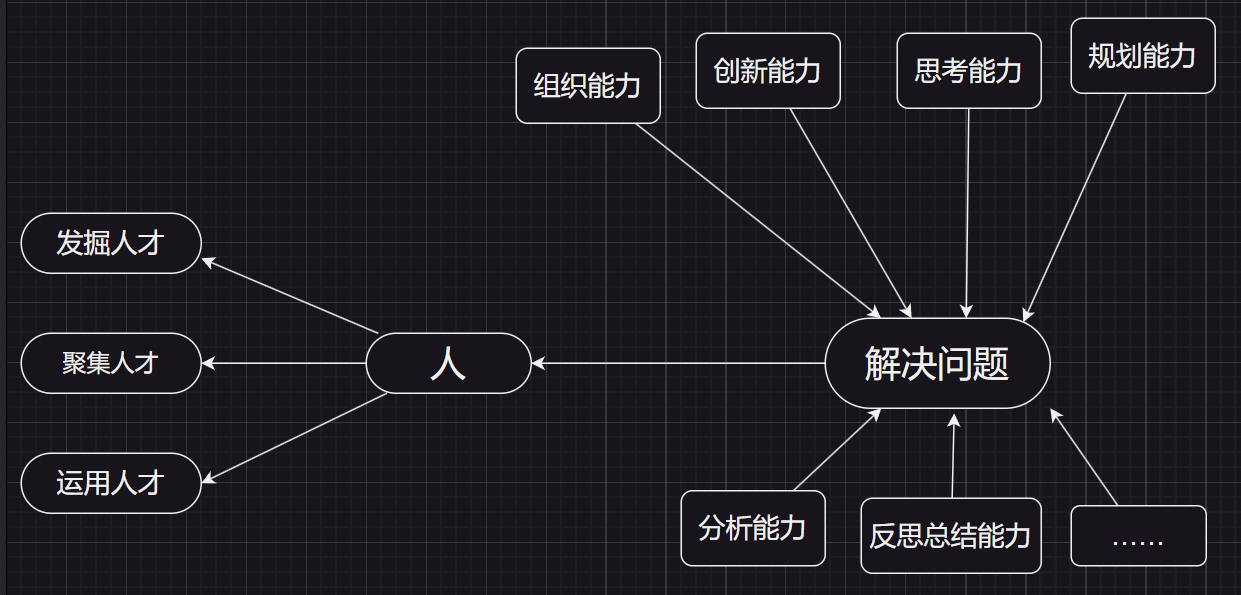 组织能力
创新能力
思考能力
规划能力
发掘人才
聚集人才
运用人才
人
解决问题
分析能力
反思总结能力
……